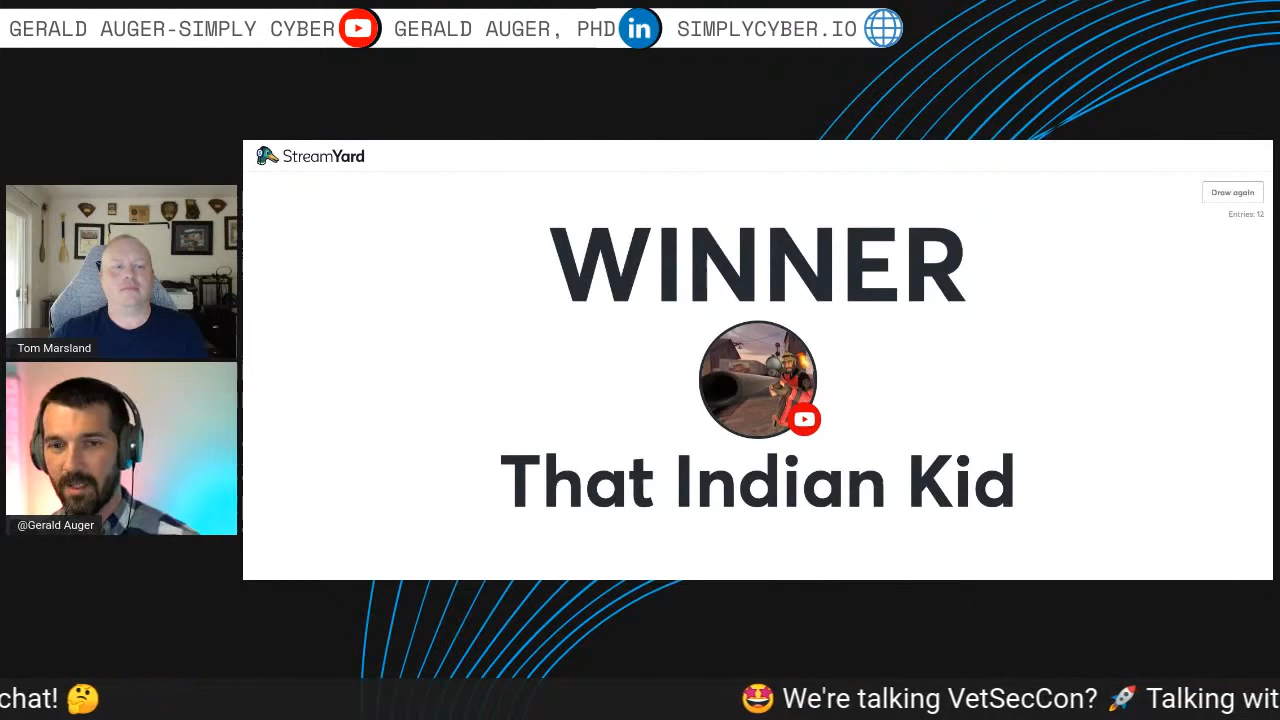 GERALD AUGER-SIMPLY CYBER GERALD AUGER, PHD in SIMPLYCYBER.IO
StreamYard
Draw again
Entries: 12
WINNER
That Indian Kid
Tom Marsland
@Gerald Auger
chat! 🤔 🤩 We're talking VetSecCon? 🚀 Talking wit